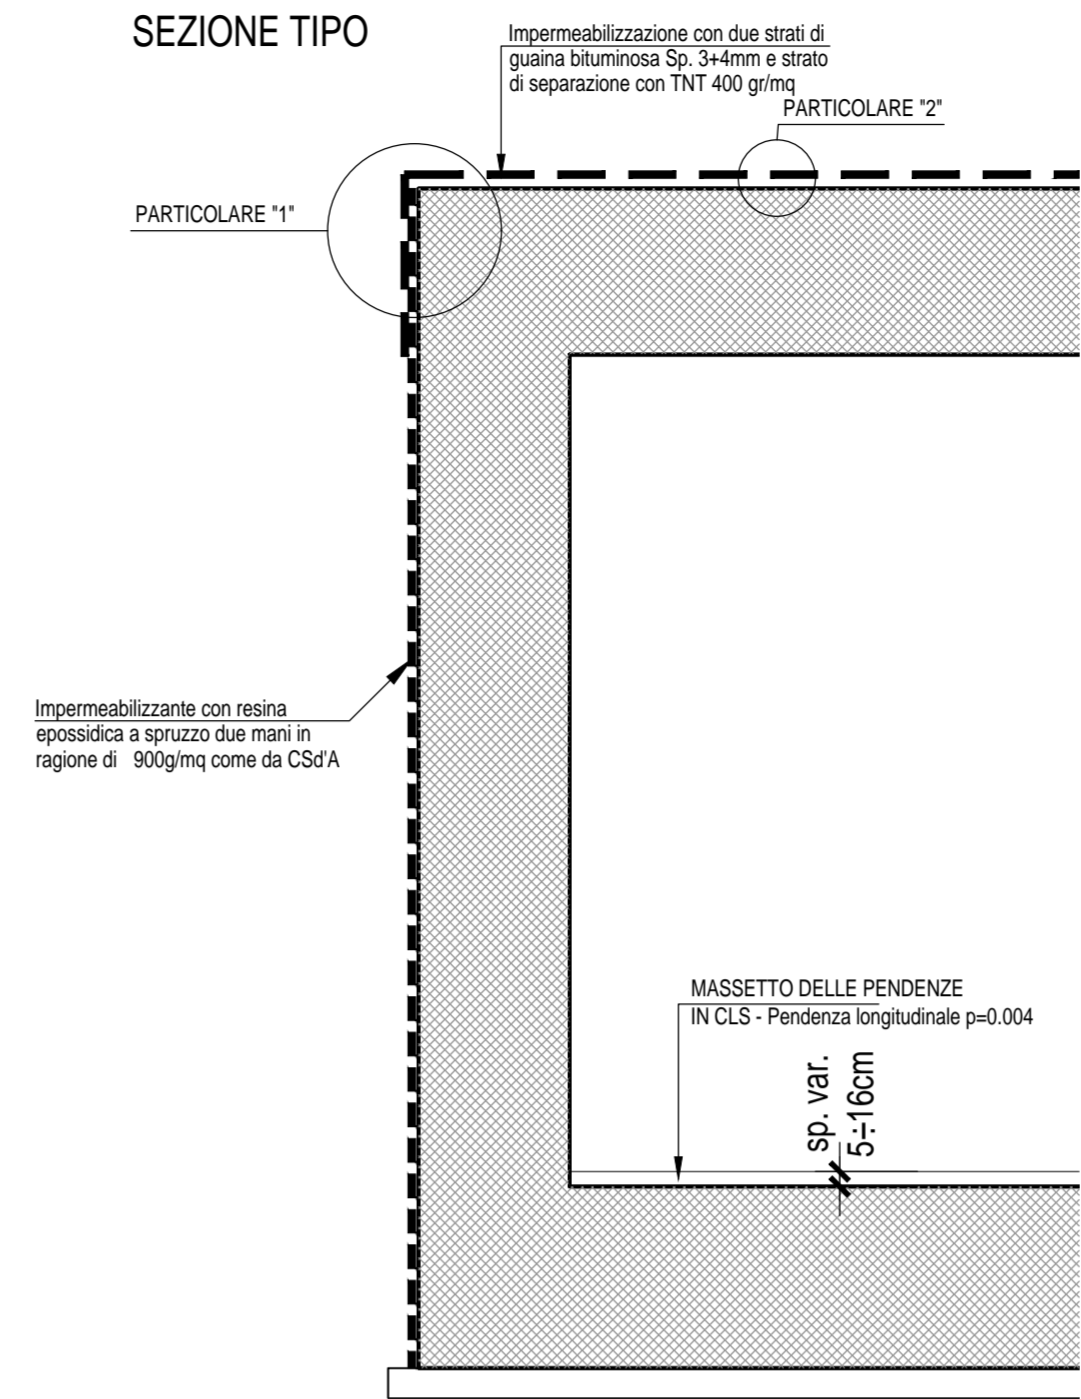 SEZIONE TIPO
Impermeabilizzazione con due strati di
guaina bituminosa Sp. 3+4mm e strato
di separazione con TNT 400 gr/mq
PARTICOLARE "2"
PARTICOLARE "1"
Impermeabilizzante con resina
epossidica a spruzzo due mani in
ragione di 900g/mq come da CSd'A
MASSETTO DELLE PENDENZE
IN CLS - Pendenza longitudinale p=0.004
sp. var.
5÷16cm